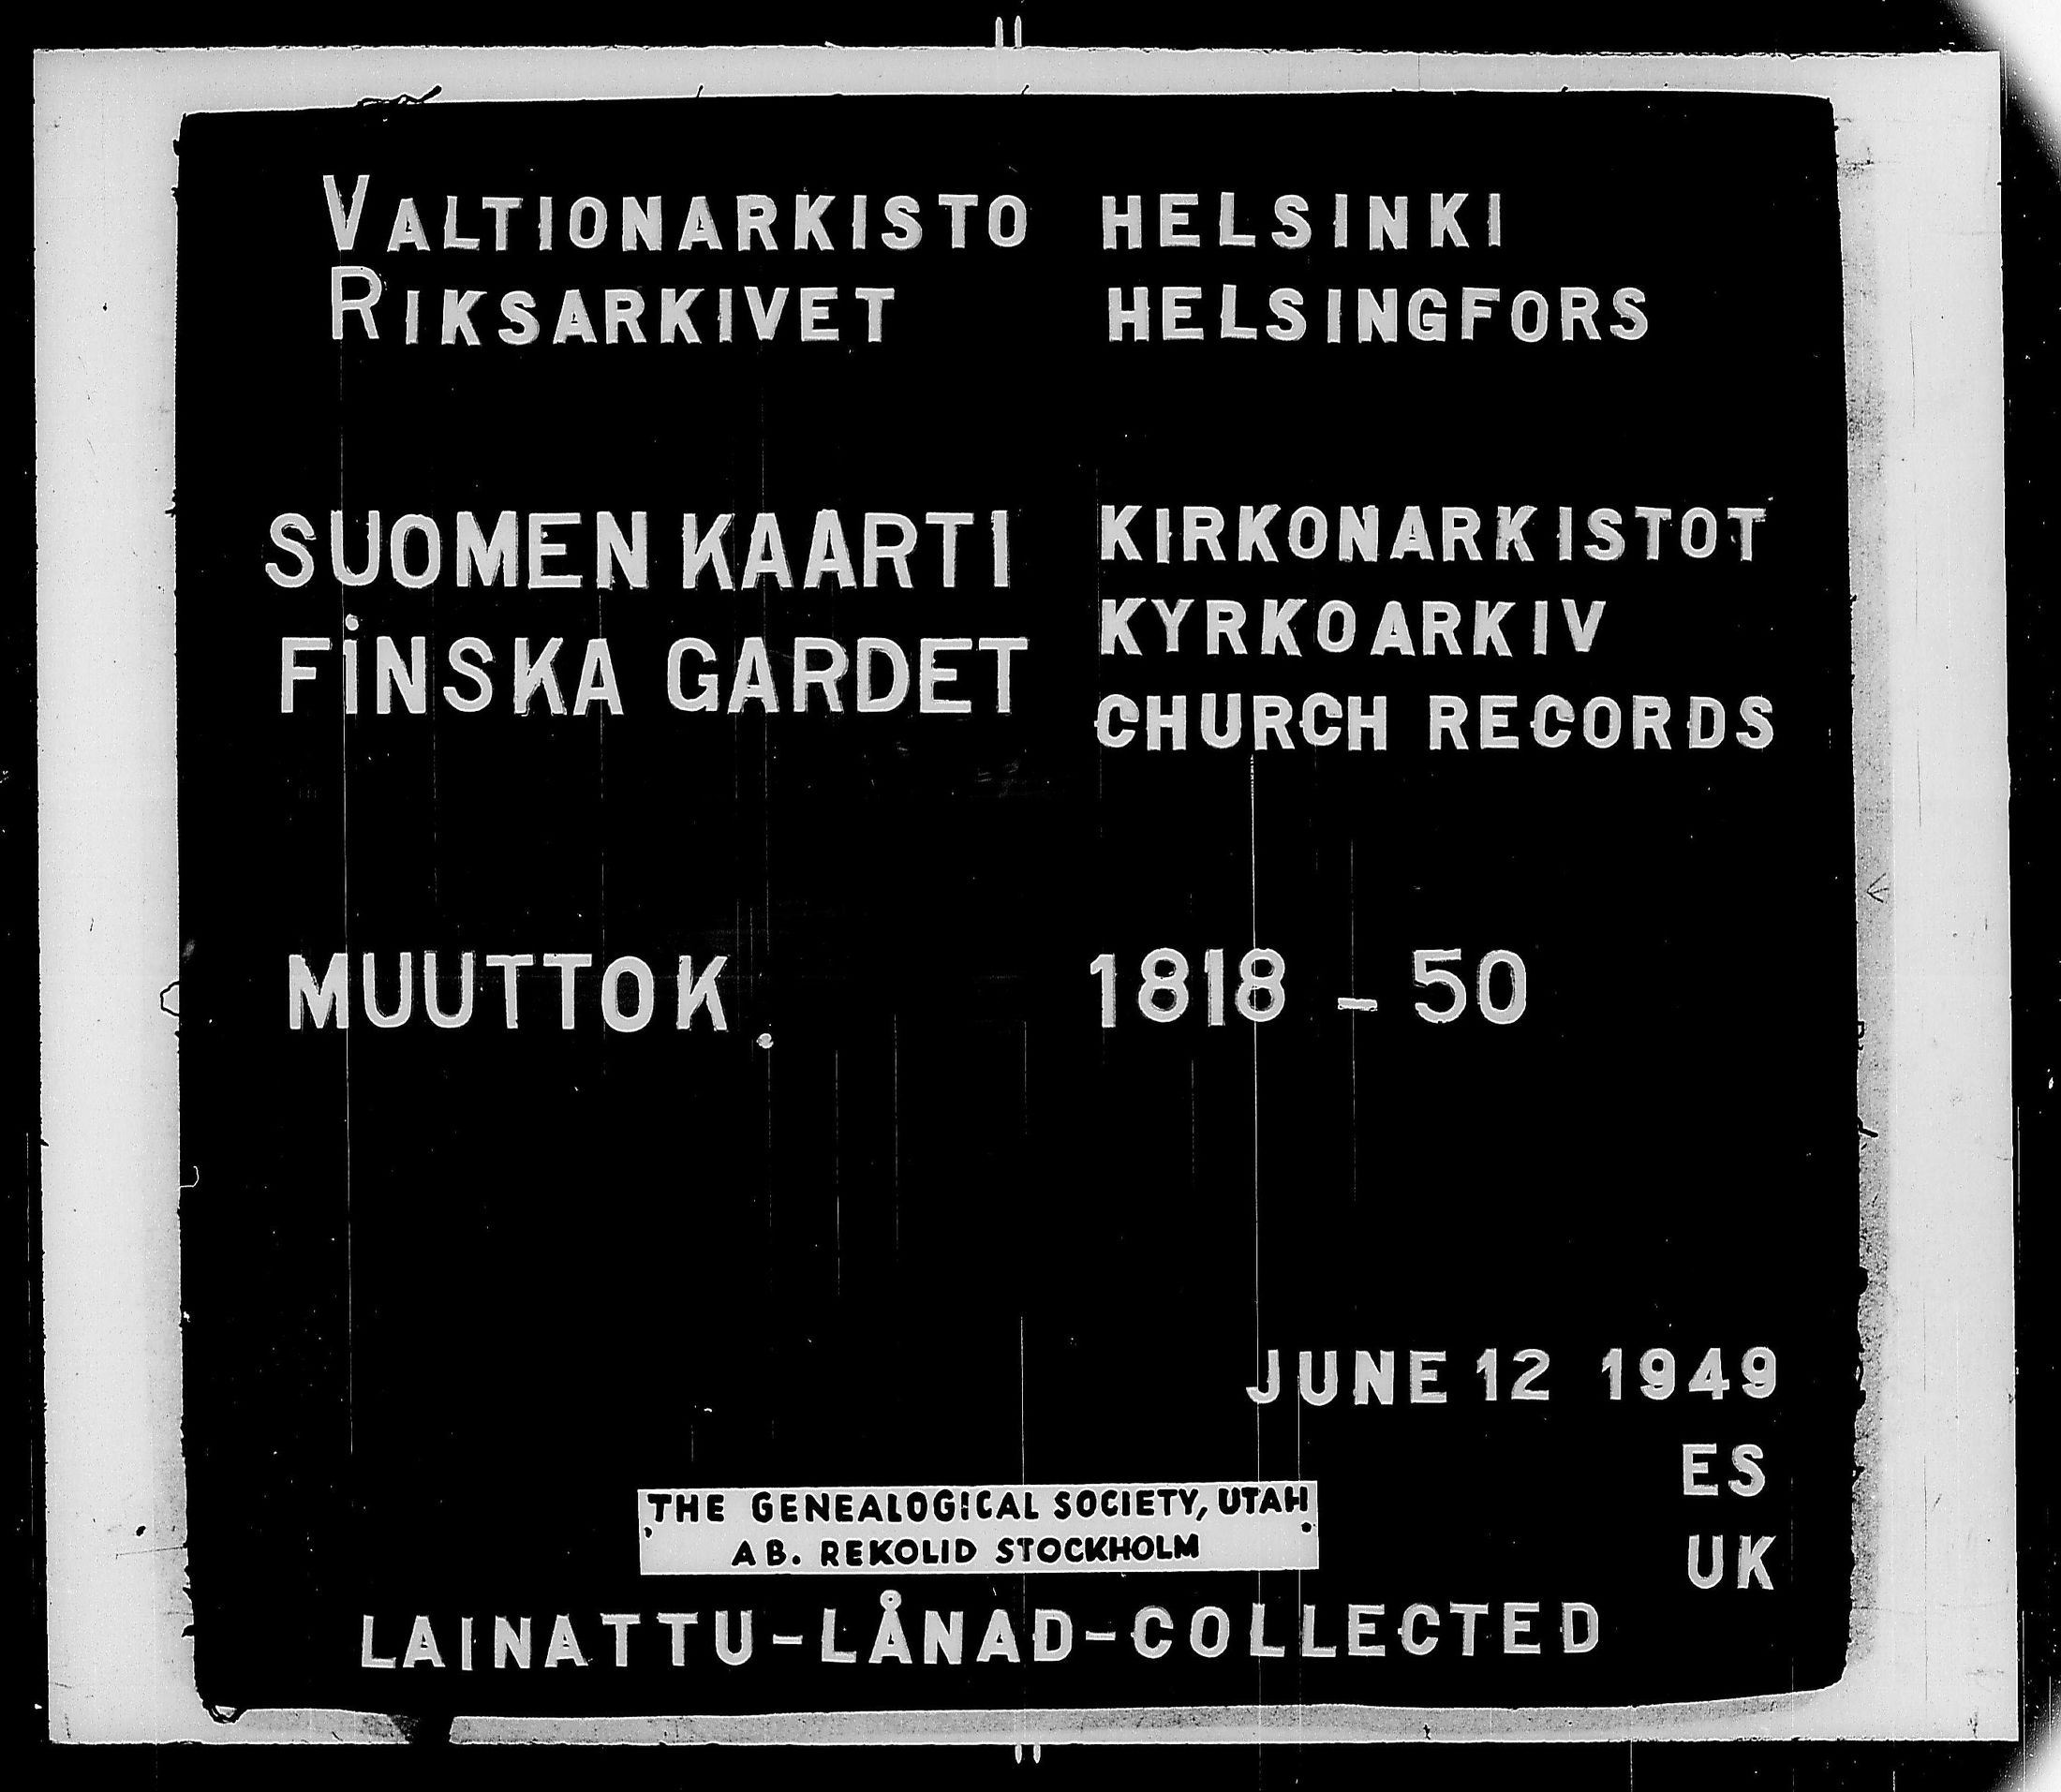 VALTIONARKISTO HELSINKI
RIKSARKIVET HELSINGFORS
SUOMEN KAARTI
FINSKA GARDET
KIRKONARKISTOT
KYRKOARKIV
CHURCH RECORDS
MUUTTOK. 1818 - 50
JUNE 12 1949
ES
UK
THE GENEALOGICAL SOCIETY, UTAH
AB. REKOLID STOCKHOLM
LAINATTU-LÅNAD-COLLECTED